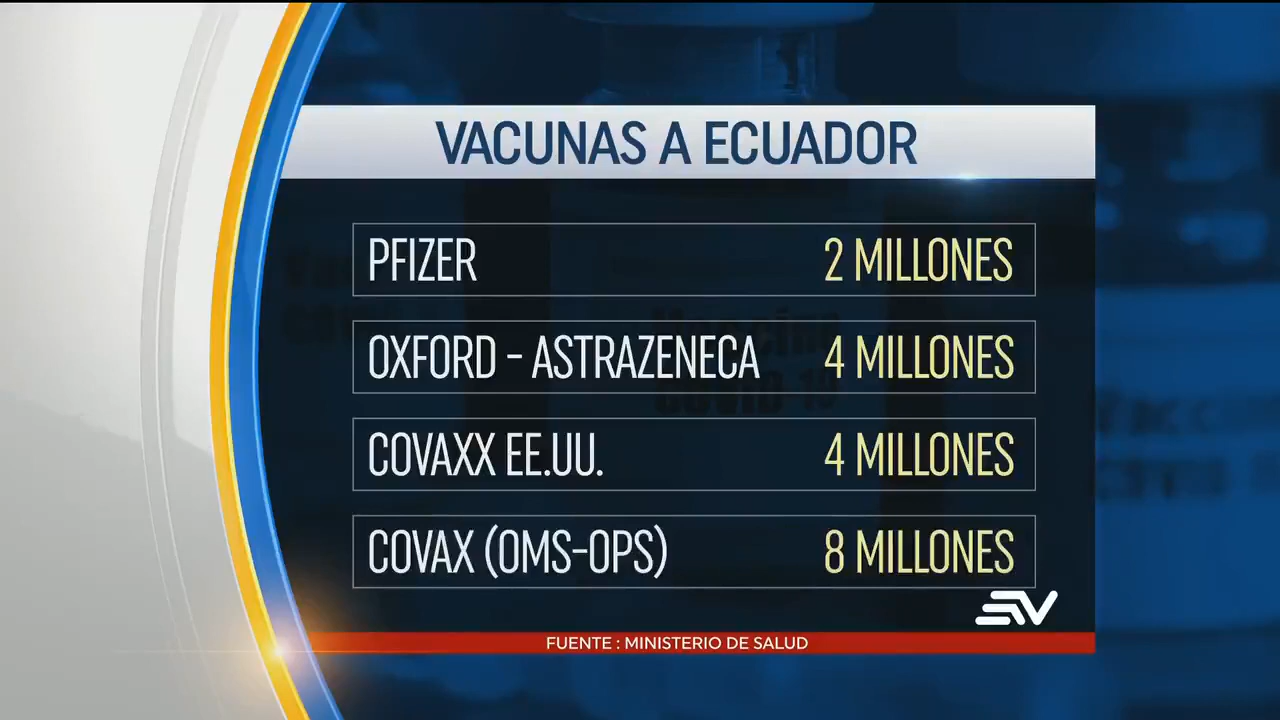 VACUNAS A ECUADOR
PFIZER 2 MILLONES
OXFORD - ASTRAZENECA 4 MILLONES
COVAXX EE.UU. 4 MILLONES
COVAX (OMS-OPS) 8 MILLONES
FUENTE : MINISTERIO DE SALUD